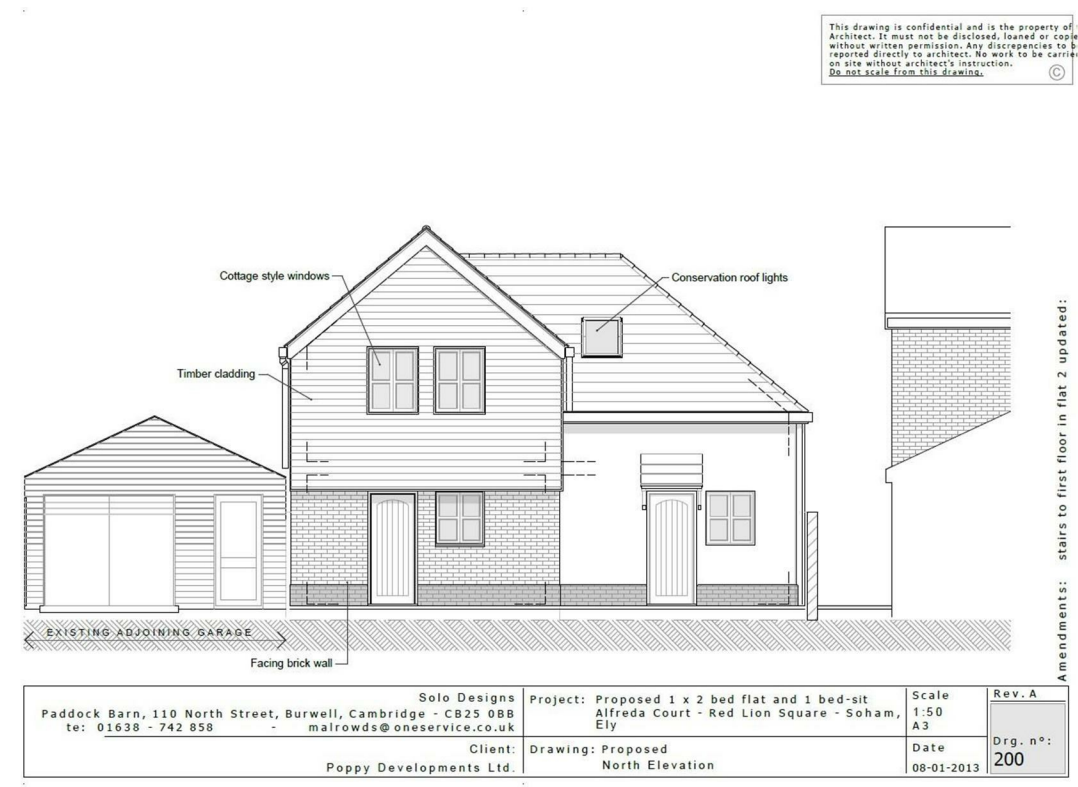 This drawing is confidential and is the property of
Architect. It must not be disclosed, loaned or copie
without written permission. Any discrepencies to b
reported directly to architect. No work to be carrie
on site without architect's instruction.
Do not scale from this drawing.
©
Cottage style windows
Conservation roof lights
Timber cladding
EXISTING ADJOINING GARAGE
Facing brick wall
Amendments: stairs to first floor in flat 2 updated:
Solo Designs
Paddock Barn, 110 North Street, Burwell, Cambridge - CB25 0BB
te: 01638 - 742 858 - malrowds@oneservice.co.uk
Client:
Poppy Developments Ltd.
Project: Proposed 1 x 2 bed flat and 1 bed-sit
Alfreda Court - Red Lion Square - Soham,
Ely
Drawing: Proposed
North Elevation
Scale
1:50
A3
Date
08-01-2013
Rev.A
Drg. nº:
200